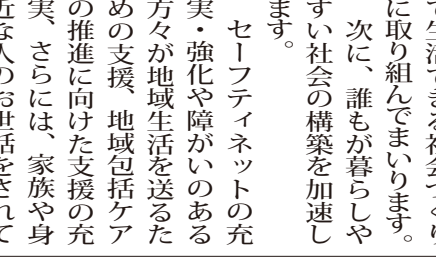 で生活できる社会づくり
に取り組んでまいります。
次に、誰もが暮らしや
すい社会の構築を加速し
ます。
セーフティネットの充
実・強化や障がいのある
方々が地域生活を送るた
めの支援、地域包括ケア
の推進に向けた支援の充
実、さらには、家族や身
近な人のお世話をされて